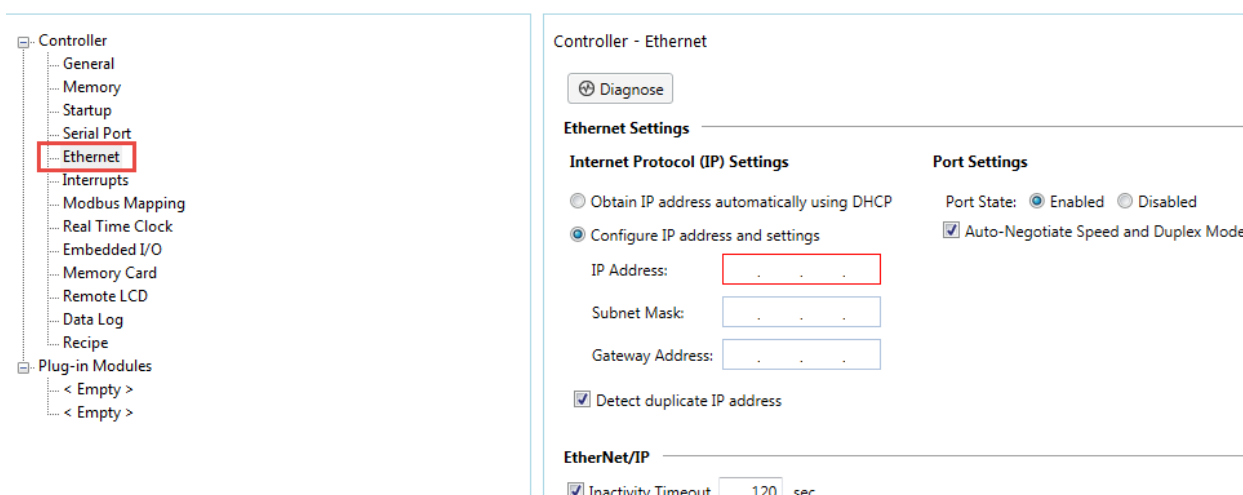 Controller
General
Memory
Startup
Serial Port
Ethernet
Interrupts
Modbus Mapping
Real Time Clock
Embedded I/O
Memory Card
Remote LCD
Data Log
Recipe
Plug-in Modules
< Empty >
< Empty >
Controller - Ethernet
Diagnose
Ethernet Settings
Internet Protocol (IP) Settings
Obtain IP address automatically using DHCP
Configure IP address and settings
IP Address: . . .
Subnet Mask: . . .
Gateway Address: . . .
Detect duplicate IP address
Port Settings
Port State: Enabled Disabled
Auto-Negotiate Speed and Duplex Mode
EtherNet/IP
Inactivity Timeout 120 sec